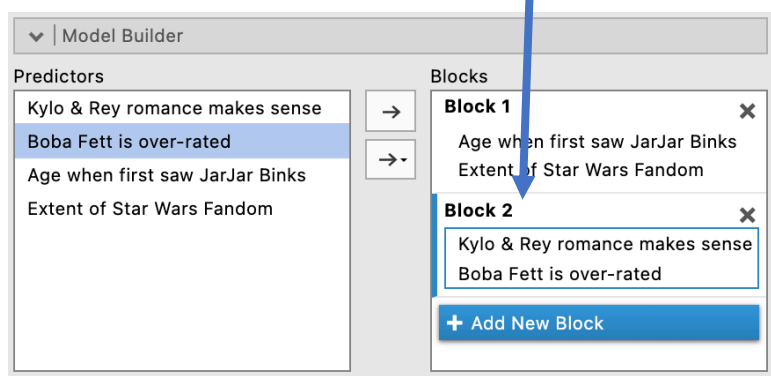 Model Builder
Predictors
Kylo & Rey romance makes sense
Boba Fett is over-rated
Age when first saw JarJar Binks
Extent of Star Wars Fandom
Blocks
Block 1
Age when first saw JarJar Binks
Extent of Star Wars Fandom
Block 2
Kylo & Rey romance makes sense
Boba Fett is over-rated
+ Add New Block